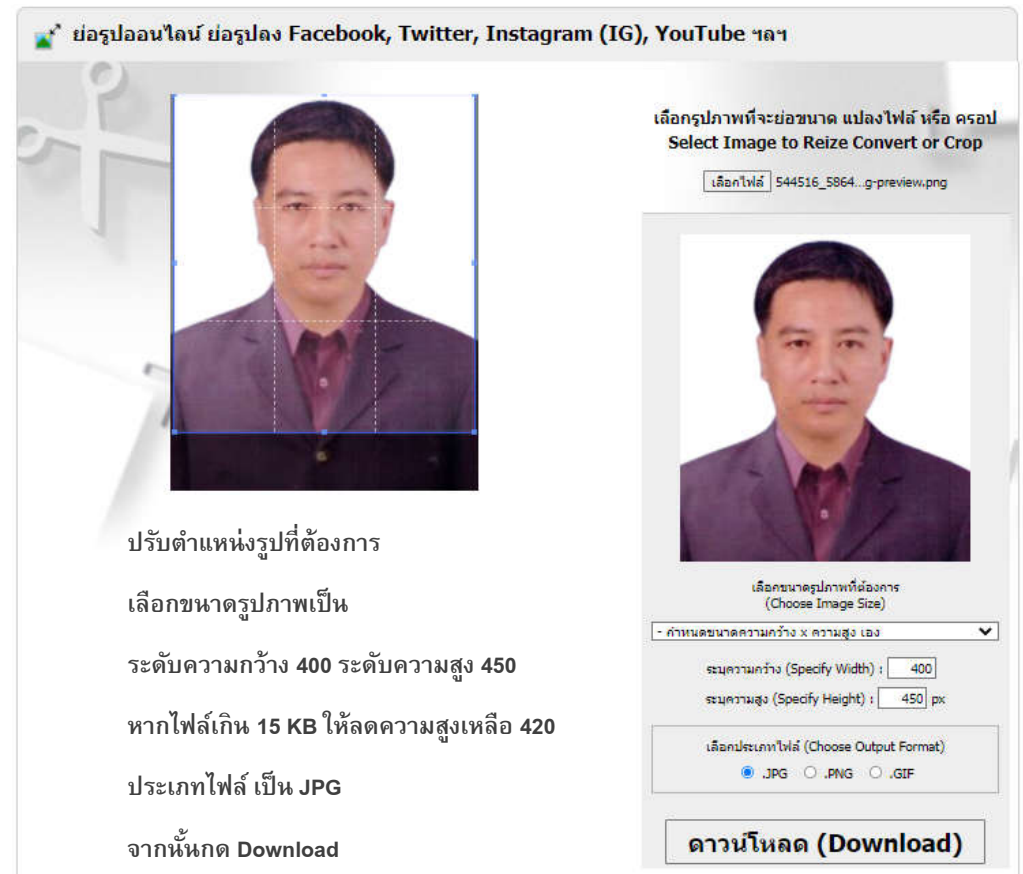 ย่อรูปออนไลน์ ย่อรูปลง Facebook, Twitter, Instagram (IG), YouTube ฯลฯ
เลือกรูปภาพที่จะย่อขนาด แปลงไฟล์ หรือ ครอป
Select Image to Reize Convert or Crop
เลือกไฟล์ 544516_5864...g-preview.png
ปรับตำแหน่งรูปที่ต้องการ
เลือกขนาดรูปภาพเป็น
ระดับความกว้าง 400 ระดับความสูง 450
หากไฟล์เกิน 15 KB ให้ลดความสูงเหลือ 420
ประเภทไฟล์ เป็น JPG
จากนั้นกด Download
เลือกขนาดรูปภาพที่ต้องการ
(Choose Image Size)
- กำหนดขนาดความกว้าง x ความสูง เอง
ระบุความกว้าง (Specify Width) : 400
ระบุความสูง (Specify Height) : 450 px
เลือกประเภทไฟล์ (Choose Output Format)
.JPG .PNG .GIF
ดาวน์โหลด (Download)